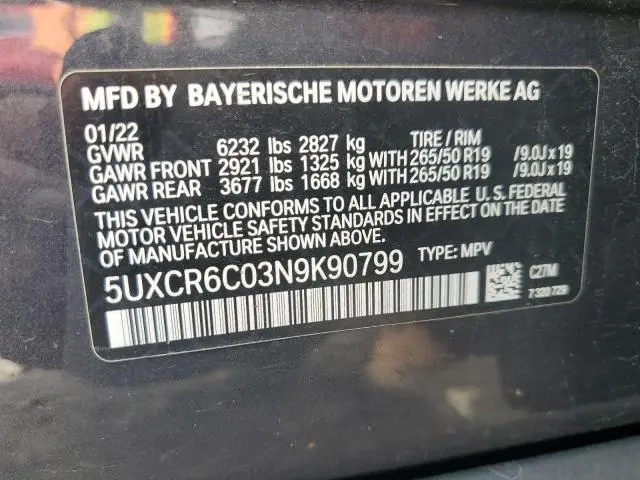 MFD BY BAYERISCHE MOTOREN WERKE AG
01/22 TIRE / RIM
GVWR 6232 lbs 2827 kg
GAWR FRONT 2921 lbs 1325 kg WITH 265/50 R19 /9.0J x 19
GAWR REAR 3677 lbs 1668 kg WITH 265/50 R19 /9.0J x 19
THIS VEHICLE CONFORMS TO ALL APPLICABLE U. S. FEDERAL
MOTOR VEHICLE SAFETY STANDARDS IN EFFECT ON THE DATE
OF MANUFACTURE SHOWN ABOVE.
5UXCR6C03N9K90799 TYPE: MPV
C27M
7320729